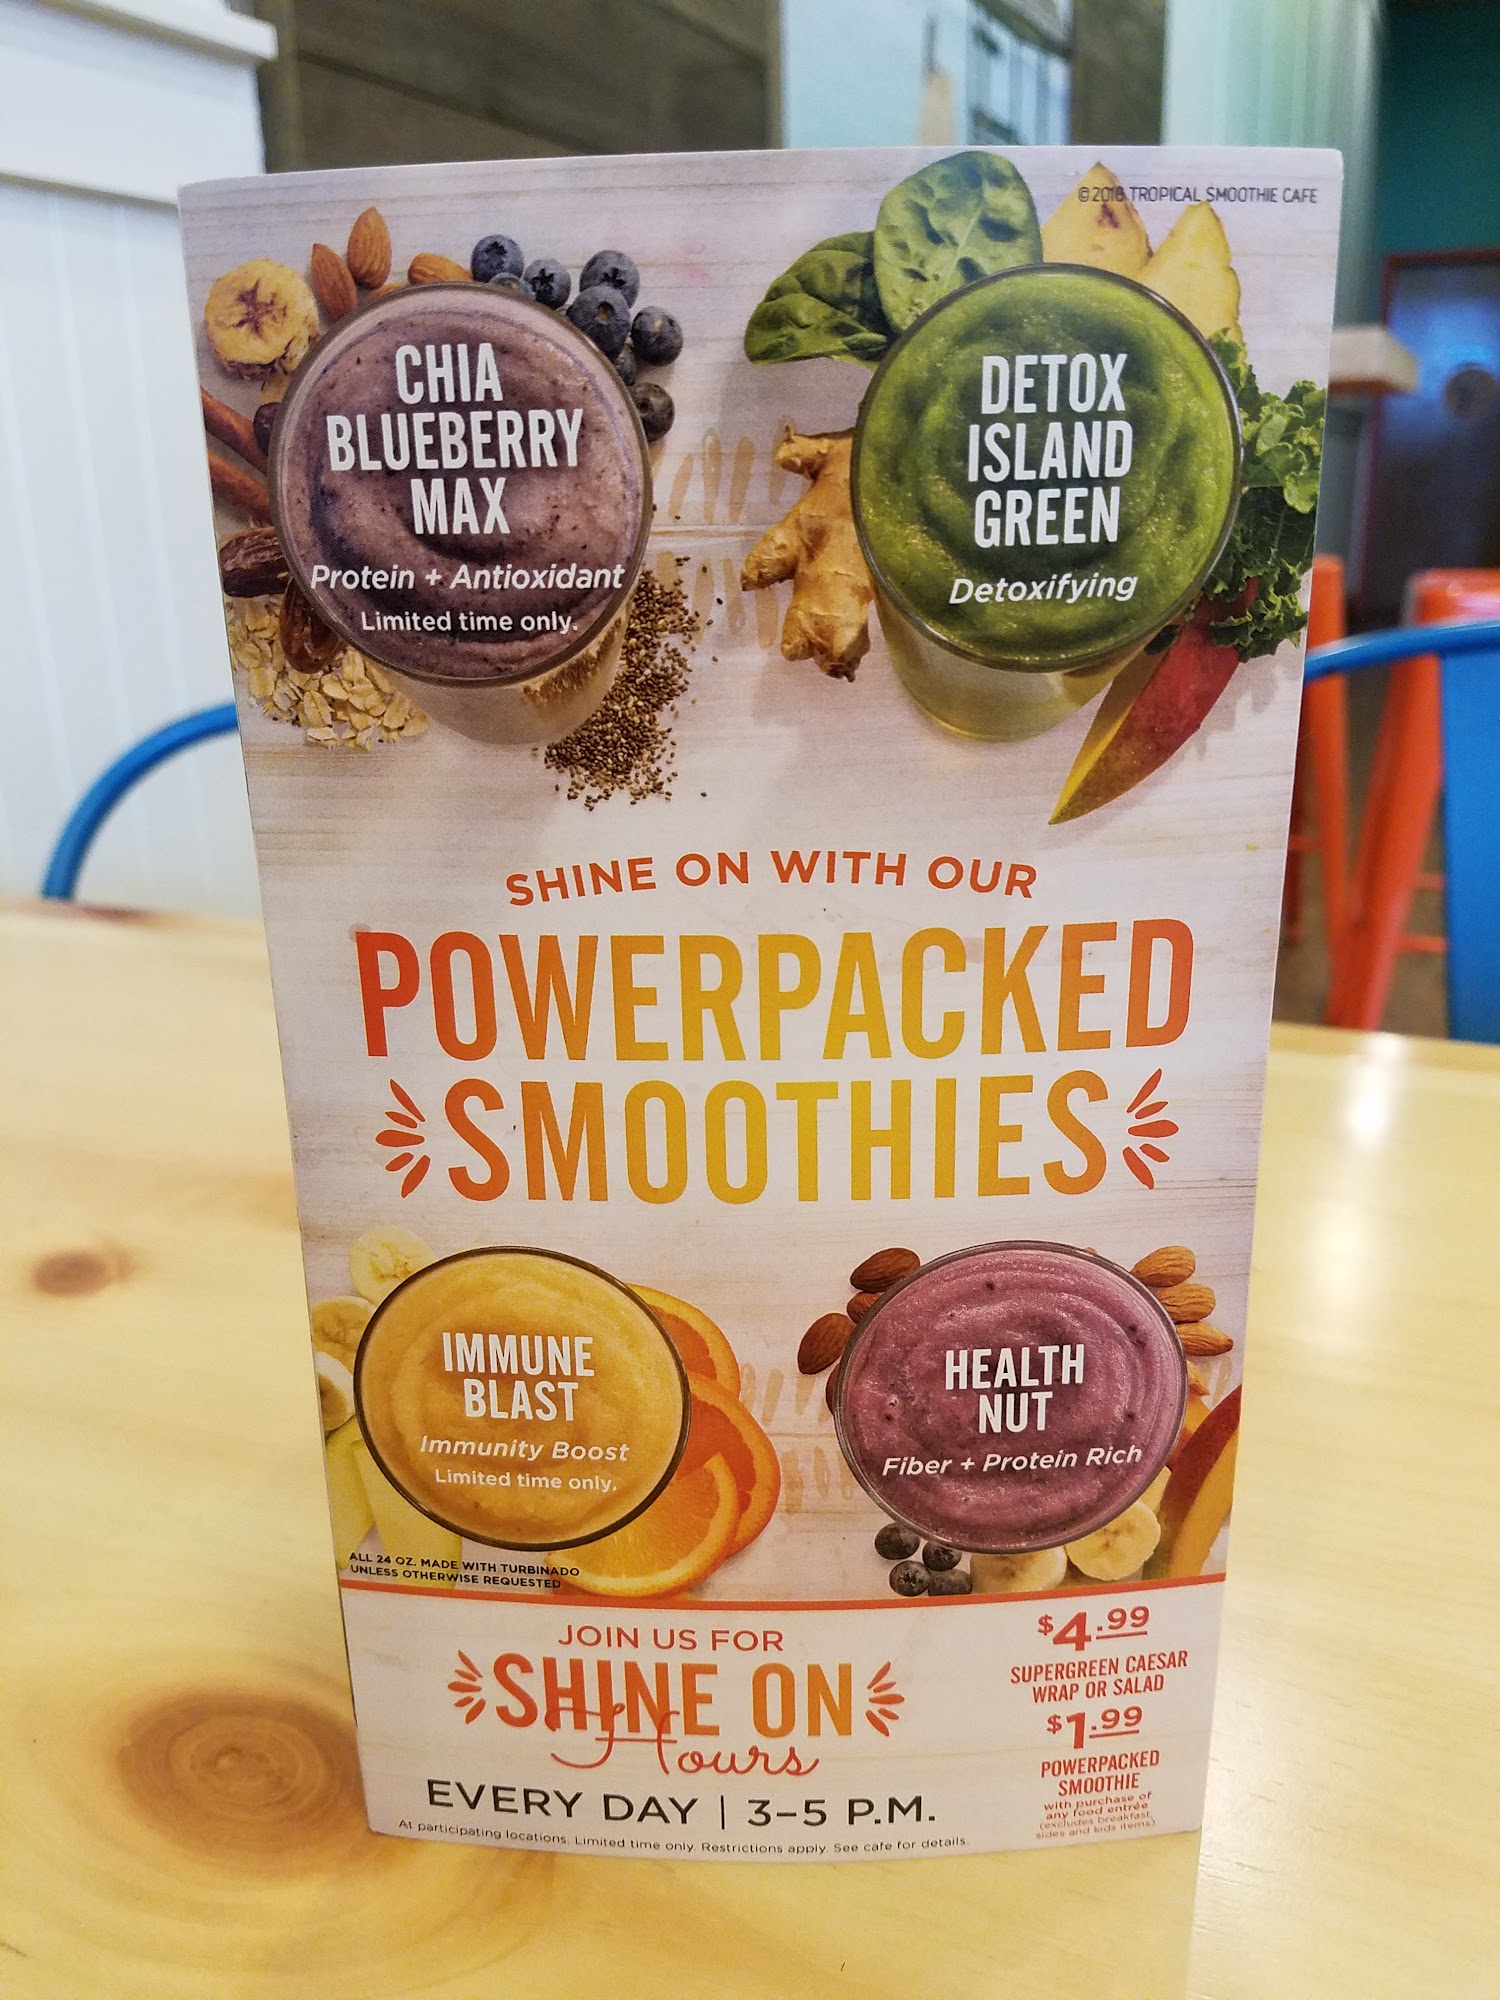 ©2018 TROPICAL SMOOTHIE CAFE
CHIA
BLUEBERRY
MAX
Protein + Antioxidant
Limited time only.
DETOX
ISLAND
GREEN
Detoxifying
SHINE ON WITH OUR
POWERPACKED
SMOOTHIES
IMMUNE
BLAST
Immunity Boost
Limited time only.
HEALTH
NUT
Fiber + Protein Rich
ALL 24 OZ. MADE WITH TURBINADO
UNLESS OTHERWISE REQUESTED
JOIN US FOR
SHINE ON
Hours
EVERY DAY | 3–5 P.M.
At participating locations. Limited time only. Restrictions apply. See cafe for details.
$4.99
SUPERGREEN CAESAR
WRAP OR SALAD
$1.99
POWERPACKED
SMOOTHIE
with purchase of
any food entrée
(excludes breakfast,
sides and kids items)